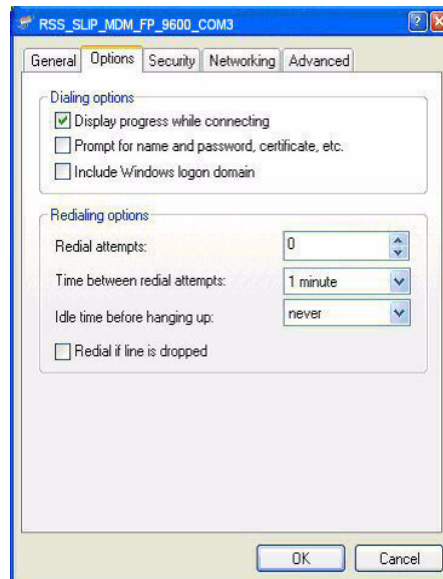 RSS_SLIP_MDM_FP_9600_COM3
General Options Security Networking Advanced
Dialing options
Display progress while connecting
Prompt for name and password, certificate, etc.
Include Windows logon domain
Redialing options
Redial attempts: 0
Time between redial attempts: 1 minute
Idle time before hanging up: never
Redial if line is dropped
OK Cancel